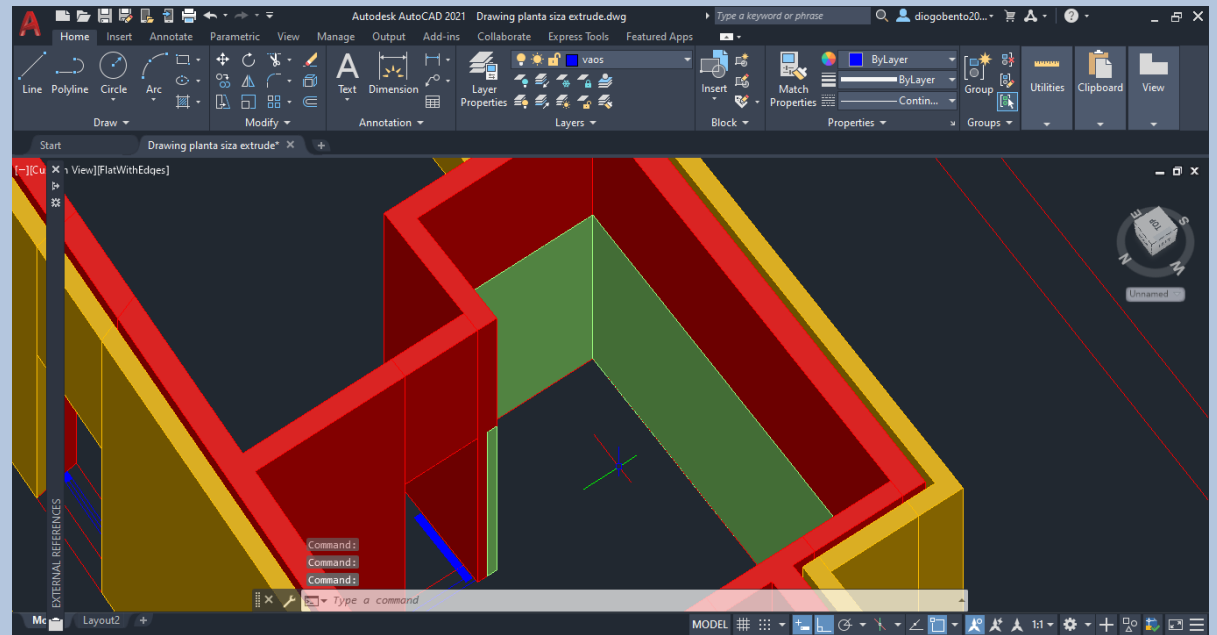 Autodesk AutoCAD 2021 Drawing planta siza extrude.dwg
Type a keyword or phrase
diogobento20...
Home Insert Annotate Parametric View Manage Output Add-ins Collaborate Express Tools Featured Apps
vaos
ByLayer
ByLayer
Contin...
Line Polyline Circle Arc
Text Dimension
Layer Properties
Insert
Match Properties
Group
Utilities Clipboard View
Draw Modify Annotation Layers Block Properties Groups
Start Drawing planta siza extrude* +
[−][Cu View][FlatWithEdges]
TOP
E
S
N
W
Unnamed
EXTERNAL REFERENCES
Command:
Command:
Command:
Type a command
Layout2 +
MODEL 1:1